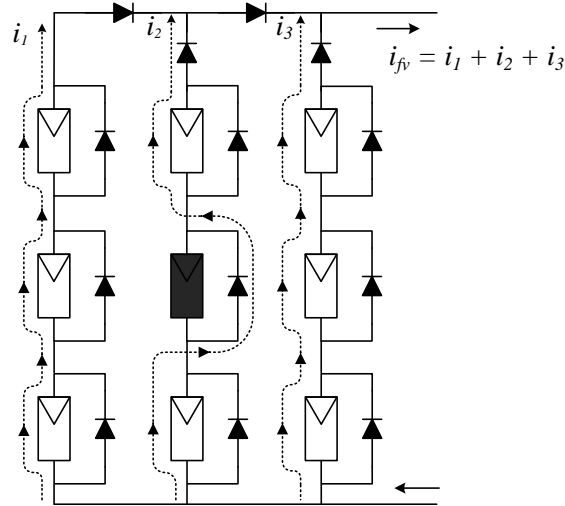 i1 i2 i3
ifv = i1 + i2 + i3